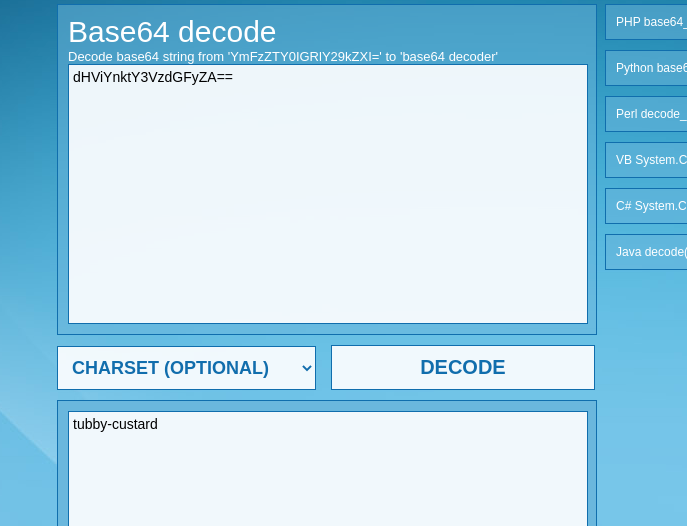 Base64 decode
Decode base64 string from 'YmFzZTY0IGRlY29kZXI=' to 'base64 decoder'
dHViYnktY3VzdGFyZA==
CHARSET (OPTIONAL)
DECODE
tubby-custard
PHP base64_
Python base6
Perl decode_
VB System.C
C# System.C
Java decode(